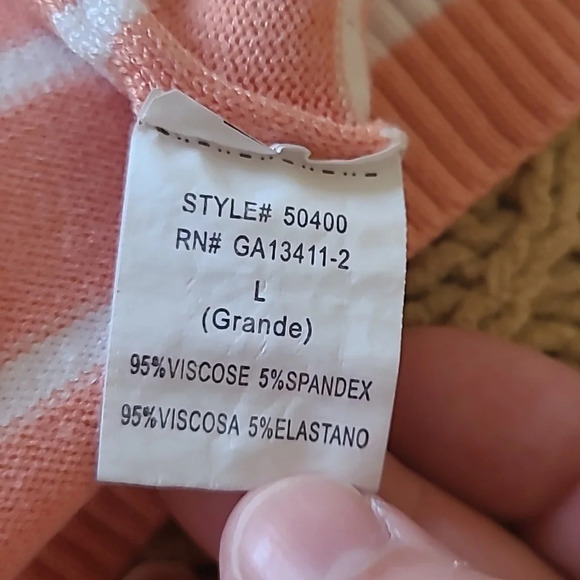 STYLE# 50400
RN# GA13411-2
L
(Grande)
95%VISCOSE 5%SPANDEX
95%VISCOSA 5%ELASTANO